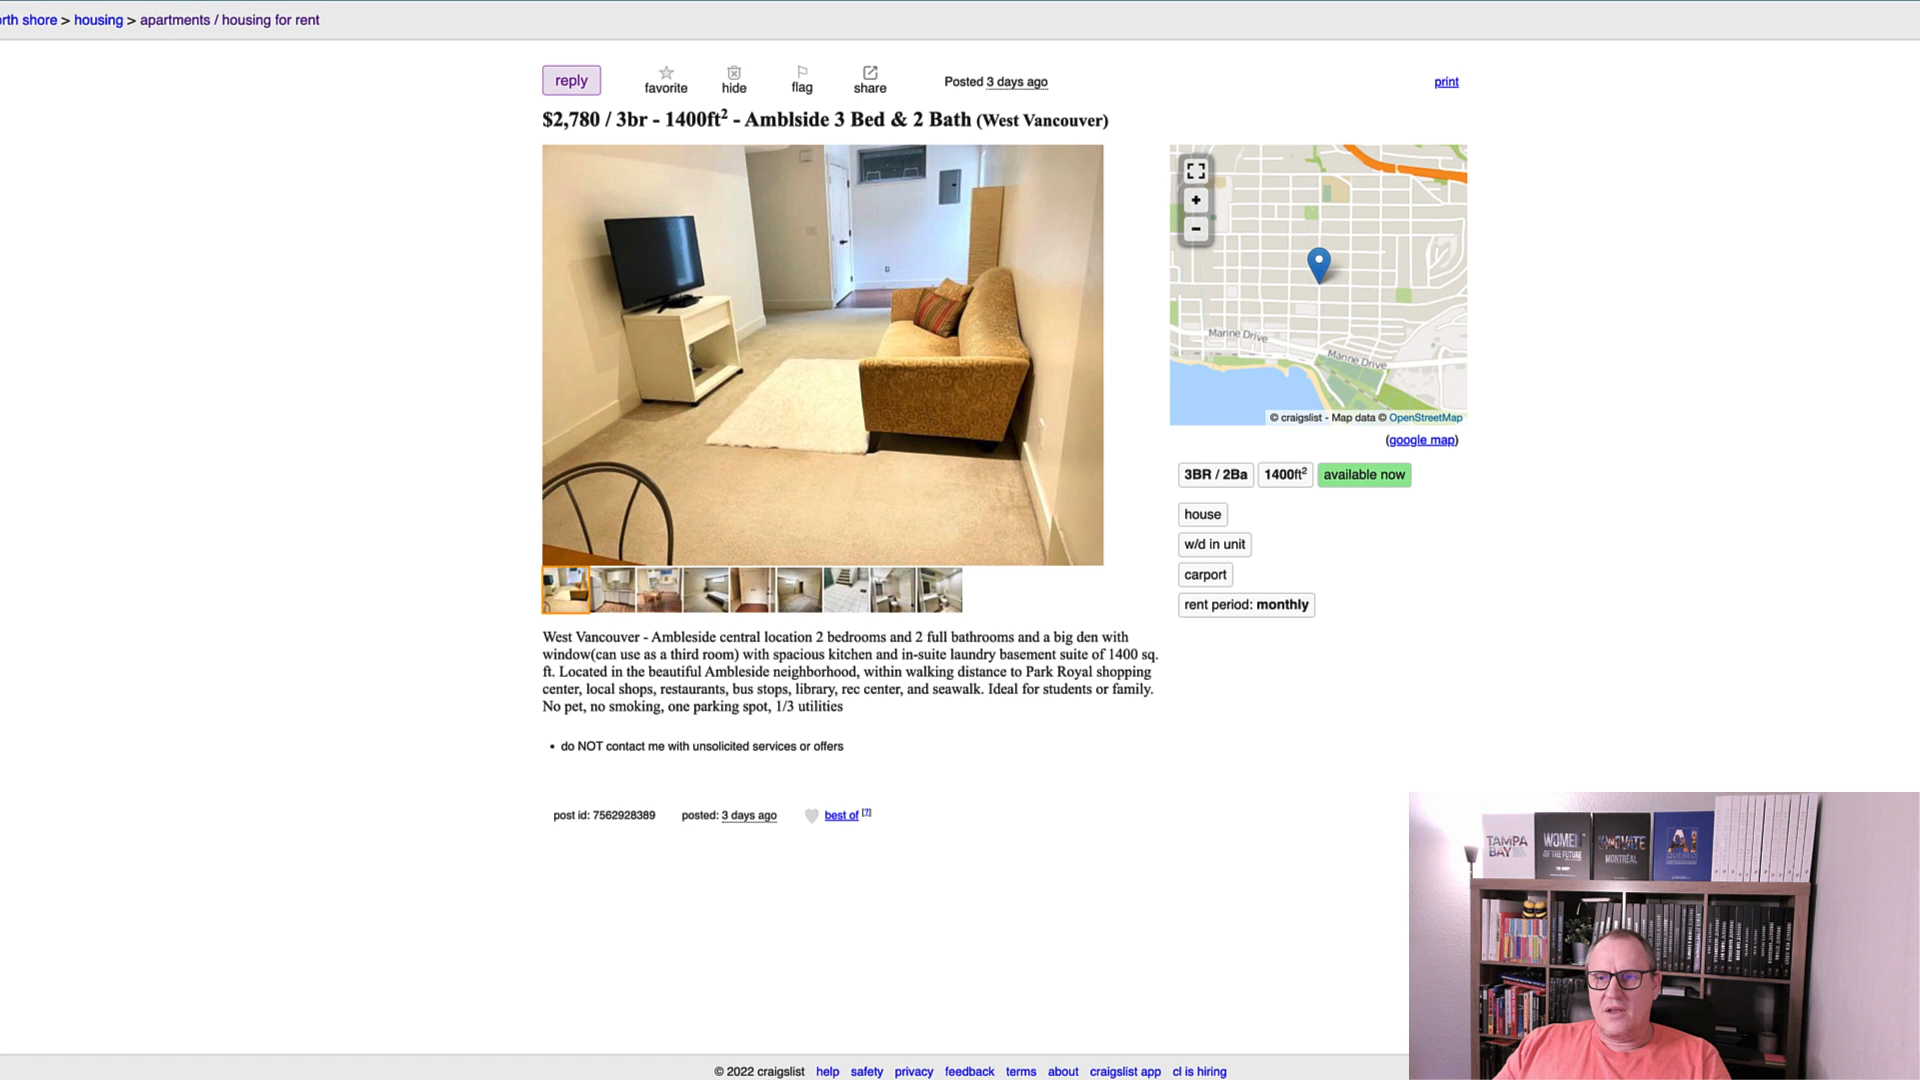 rth shore > housing > apartments / housing for rent
reply
favorite
hide
flag
share
Posted 3 days ago
print
$2,780 / 3br - 1400ft2 - Amblside 3 Bed & 2 Bath (West Vancouver)
+
-
Marine Drive
Marine Drive
© craigslist - Map data © OpenStreetMap
(google map)
3BR / 2Ba
1400ft2
available now
house
w/d in unit
carport
rent period: monthly
West Vancouver - Ambleside central location 2 bedrooms and 2 full bathrooms and a big den with
window(can use as a third room) with spacious kitchen and in-suite laundry basement suite of 1400 sq.
ft. Located in the beautiful Ambleside neighborhood, within walking distance to Park Royal shopping
center, local shops, restaurants, bus stops, library, rec center, and seawalk. Ideal for students or family.
No pet, no smoking, one parking spot, 1/3 utilities
• do NOT contact me with unsolicited services or offers
post id: 7562928389
posted: 3 days ago
best of [?]
TAMPA
BAY
WOMEN
OF THE FUTURE
INNOVATE
MONTRÉAL
AI
QUEBEC
© 2022 craigslist
help
safety
privacy
feedback
terms
about
craigslist app
cl is hiring